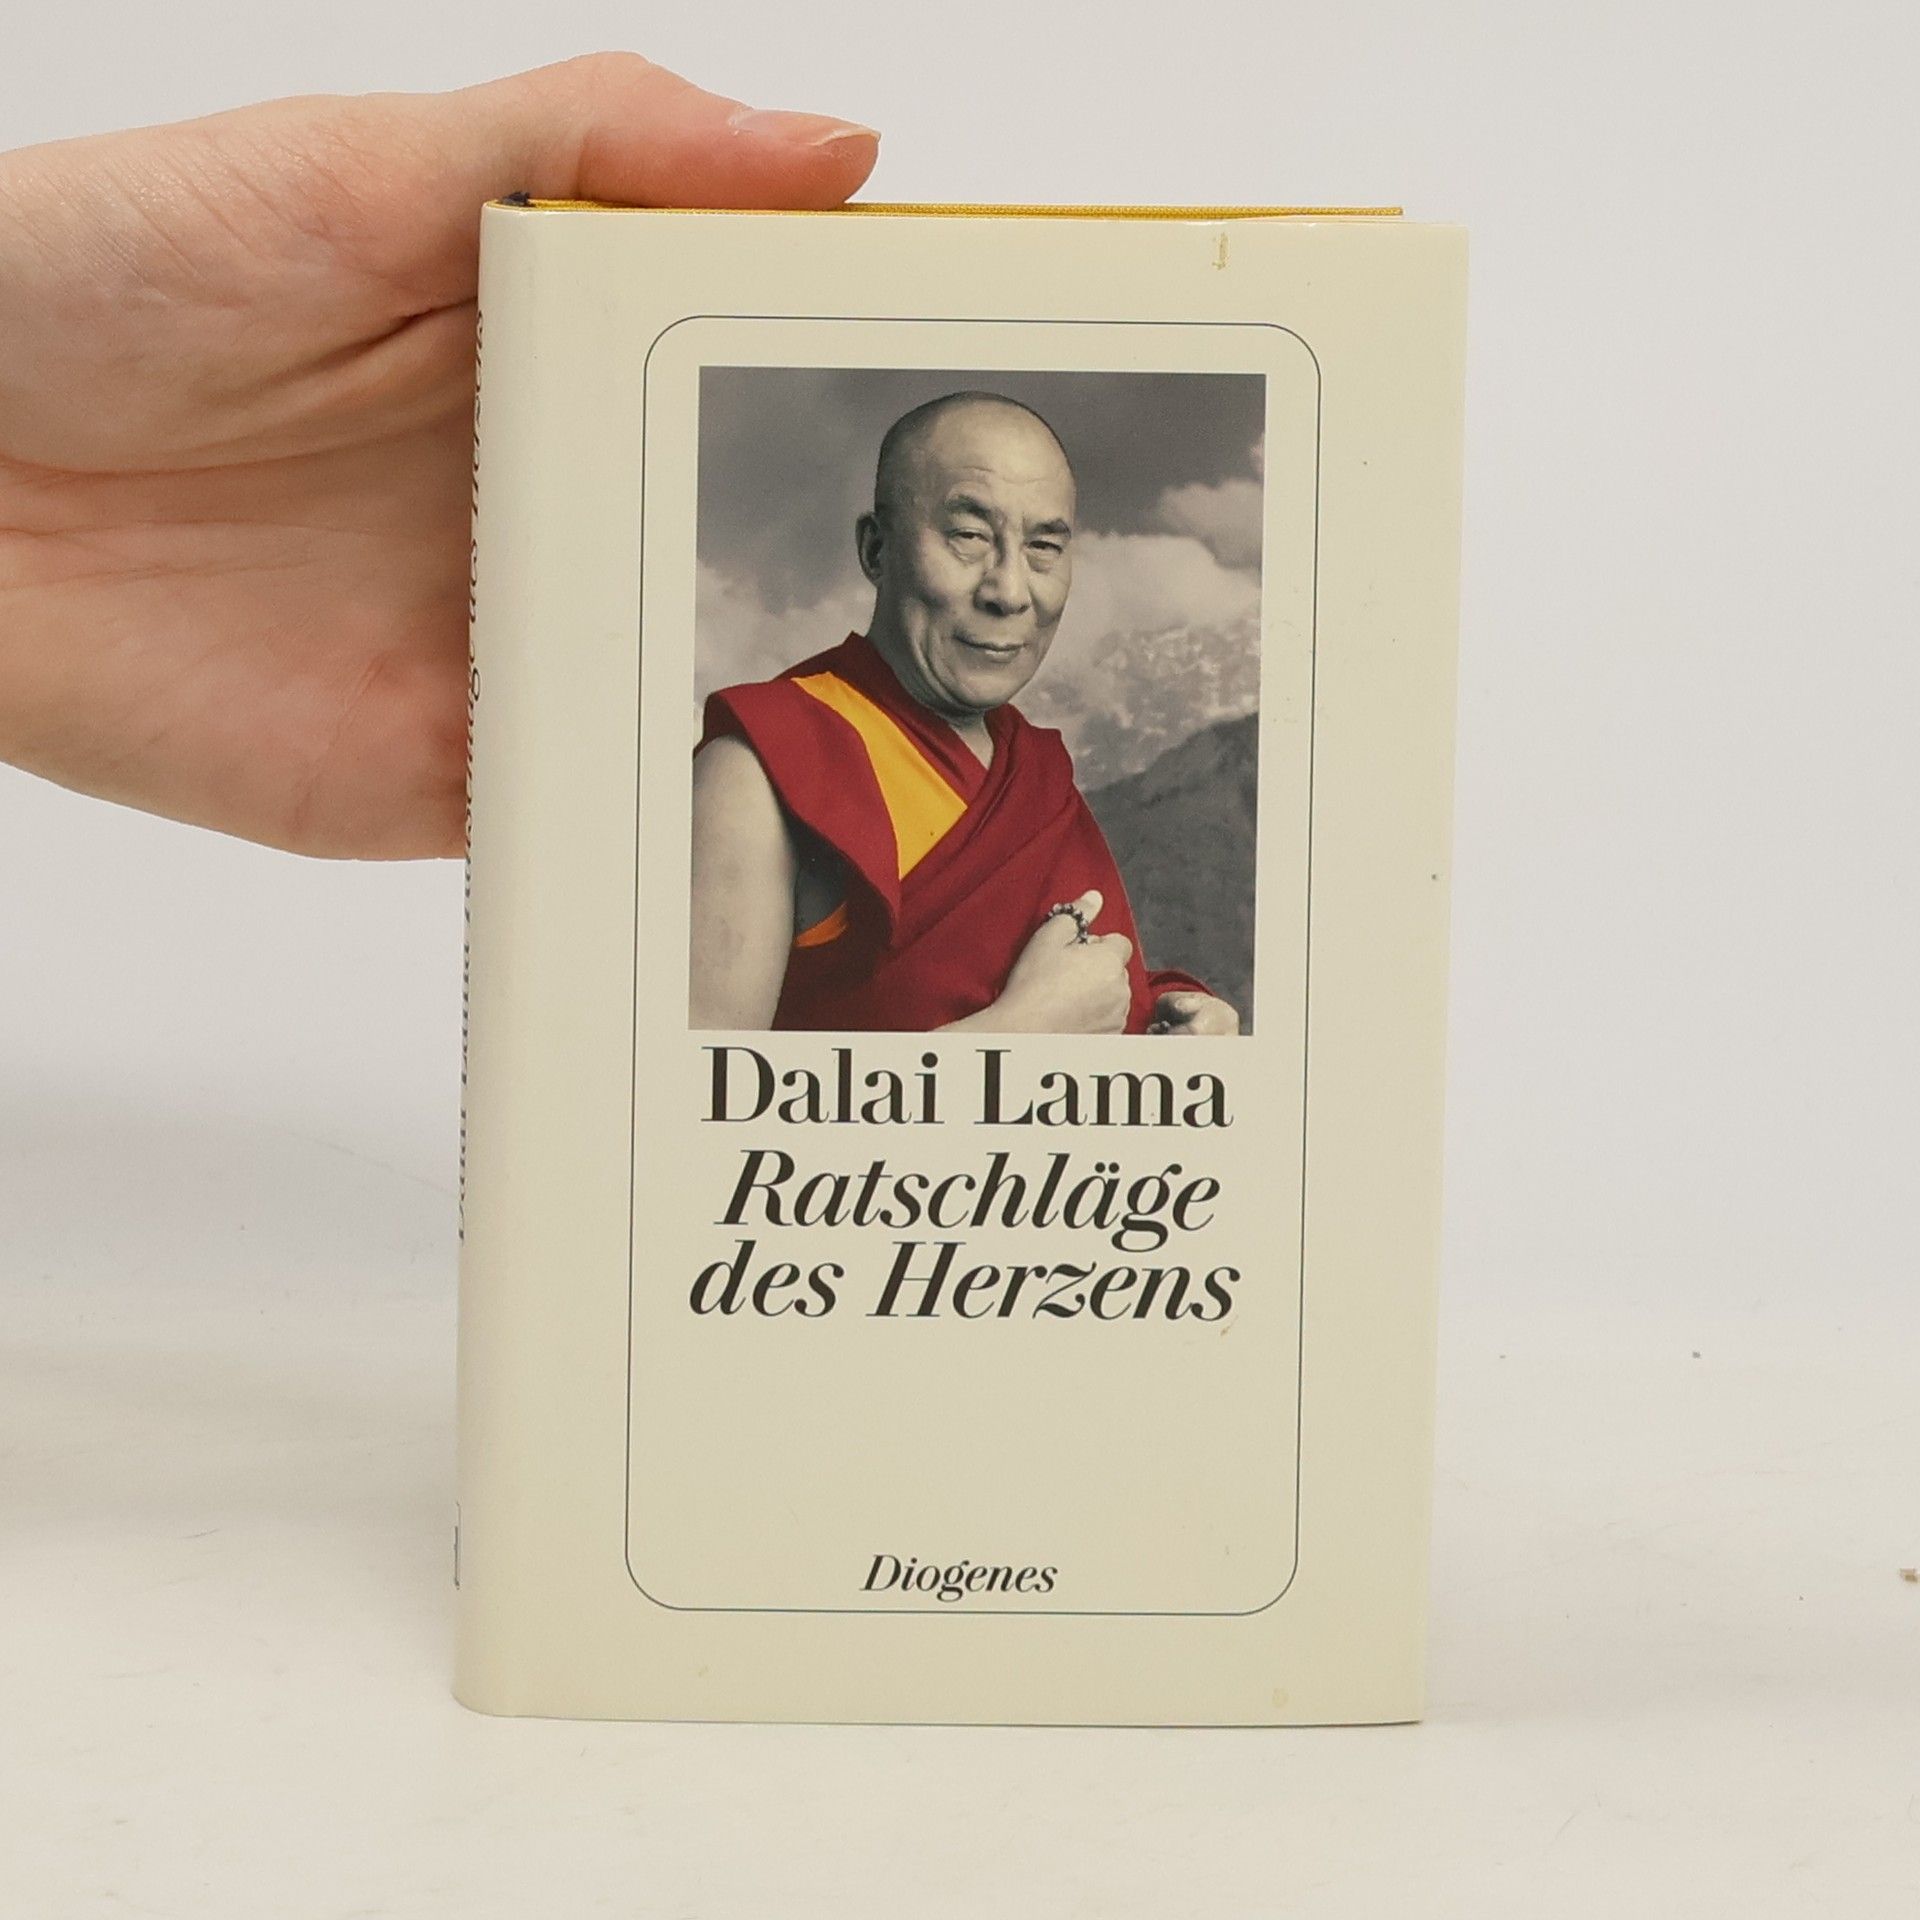 Dalai Lama
Ratschläge
des Herzens
Diogenes